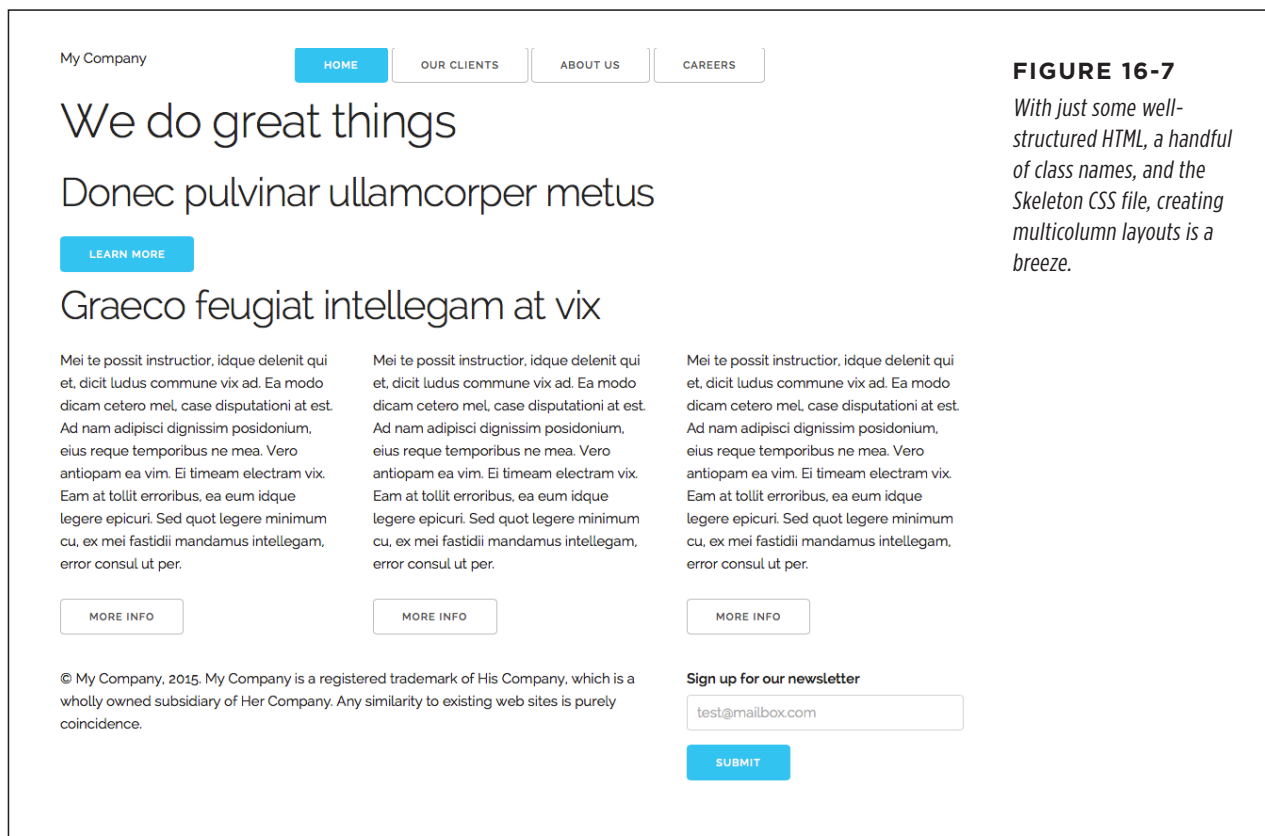 My Company
HOME
OUR CLIENTS
ABOUT US
CAREERS
We do great things
Donec pulvinar ullamcorper metus
LEARN MORE
Graeco feugiat intellegam at vix
Mei te possit instructior, idque delenit qui
et, dicit ludus commune vix ad. Ea modo
dicam cetero mel, case disputationi at est.
Ad nam adipisci dignissim posidonium,
eius reque temporibus ne mea. Vero
antiopam ea vim. Ei timeam electram vix.
Eam at tollit erroribus, ea eum idque
legere epicuri. Sed quot legere minimum
cu, ex mei fastidii mandamus intellegam,
error consul ut per.
MORE INFO
Mei te possit instructior, idque delenit qui
et, dicit ludus commune vix ad. Ea modo
dicam cetero mel, case disputationi at est.
Ad nam adipisci dignissim posidonium,
eius reque temporibus ne mea. Vero
antiopam ea vim. Ei timeam electram vix.
Eam at tollit erroribus, ea eum idque
legere epicuri. Sed quot legere minimum
cu, ex mei fastidii mandamus intellegam,
error consul ut per.
MORE INFO
Mei te possit instructior, idque delenit qui
et, dicit ludus commune vix ad. Ea modo
dicam cetero mel, case disputationi at est.
Ad nam adipisci dignissim posidonium,
eius reque temporibus ne mea. Vero
antiopam ea vim. Ei timeam electram vix.
Eam at tollit erroribus, ea eum idque
legere epicuri. Sed quot legere minimum
cu, ex mei fastidii mandamus intellegam,
error consul ut per.
MORE INFO
© My Company, 2015. My Company is a registered trademark of His Company, which is a
wholly owned subsidiary of Her Company. Any similarity to existing web sites is purely
coincidence.
Sign up for our newsletter
test@mailbox.com
SUBMIT
FIGURE 16-7
With just some well-
structured HTML, a handful
of class names, and the
Skeleton CSS file, creating
multicolumn layouts is a
breeze.